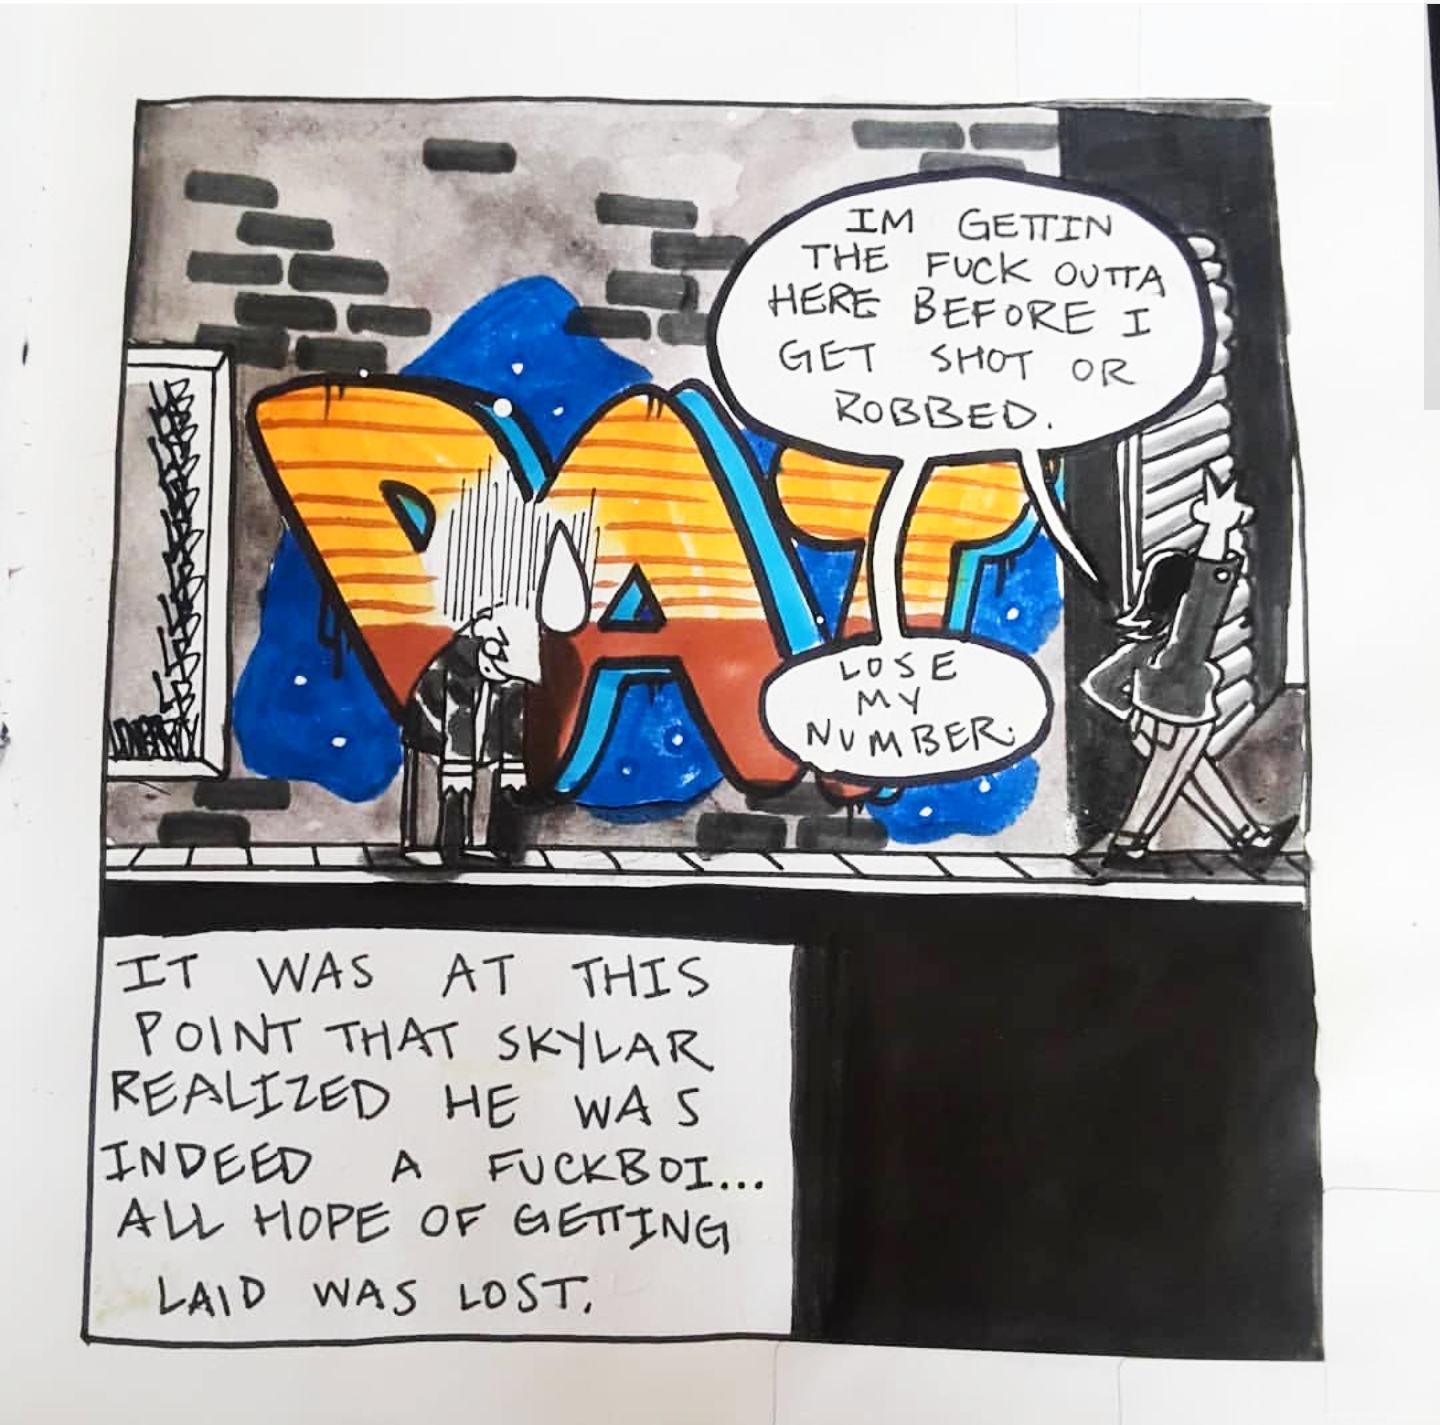 IM GETTIN
THE FUCK OUTTA
HERE BEFORE I
GET SHOT OR
ROBBED.
LOSE
MY
NUMBER.
PAT
IT WAS AT THIS
POINT THAT SKYLAR
REALIZED HE WAS
INDEED A FUCKBOI...
ALL HOPE OF GETTING
LAID WAS LOST.